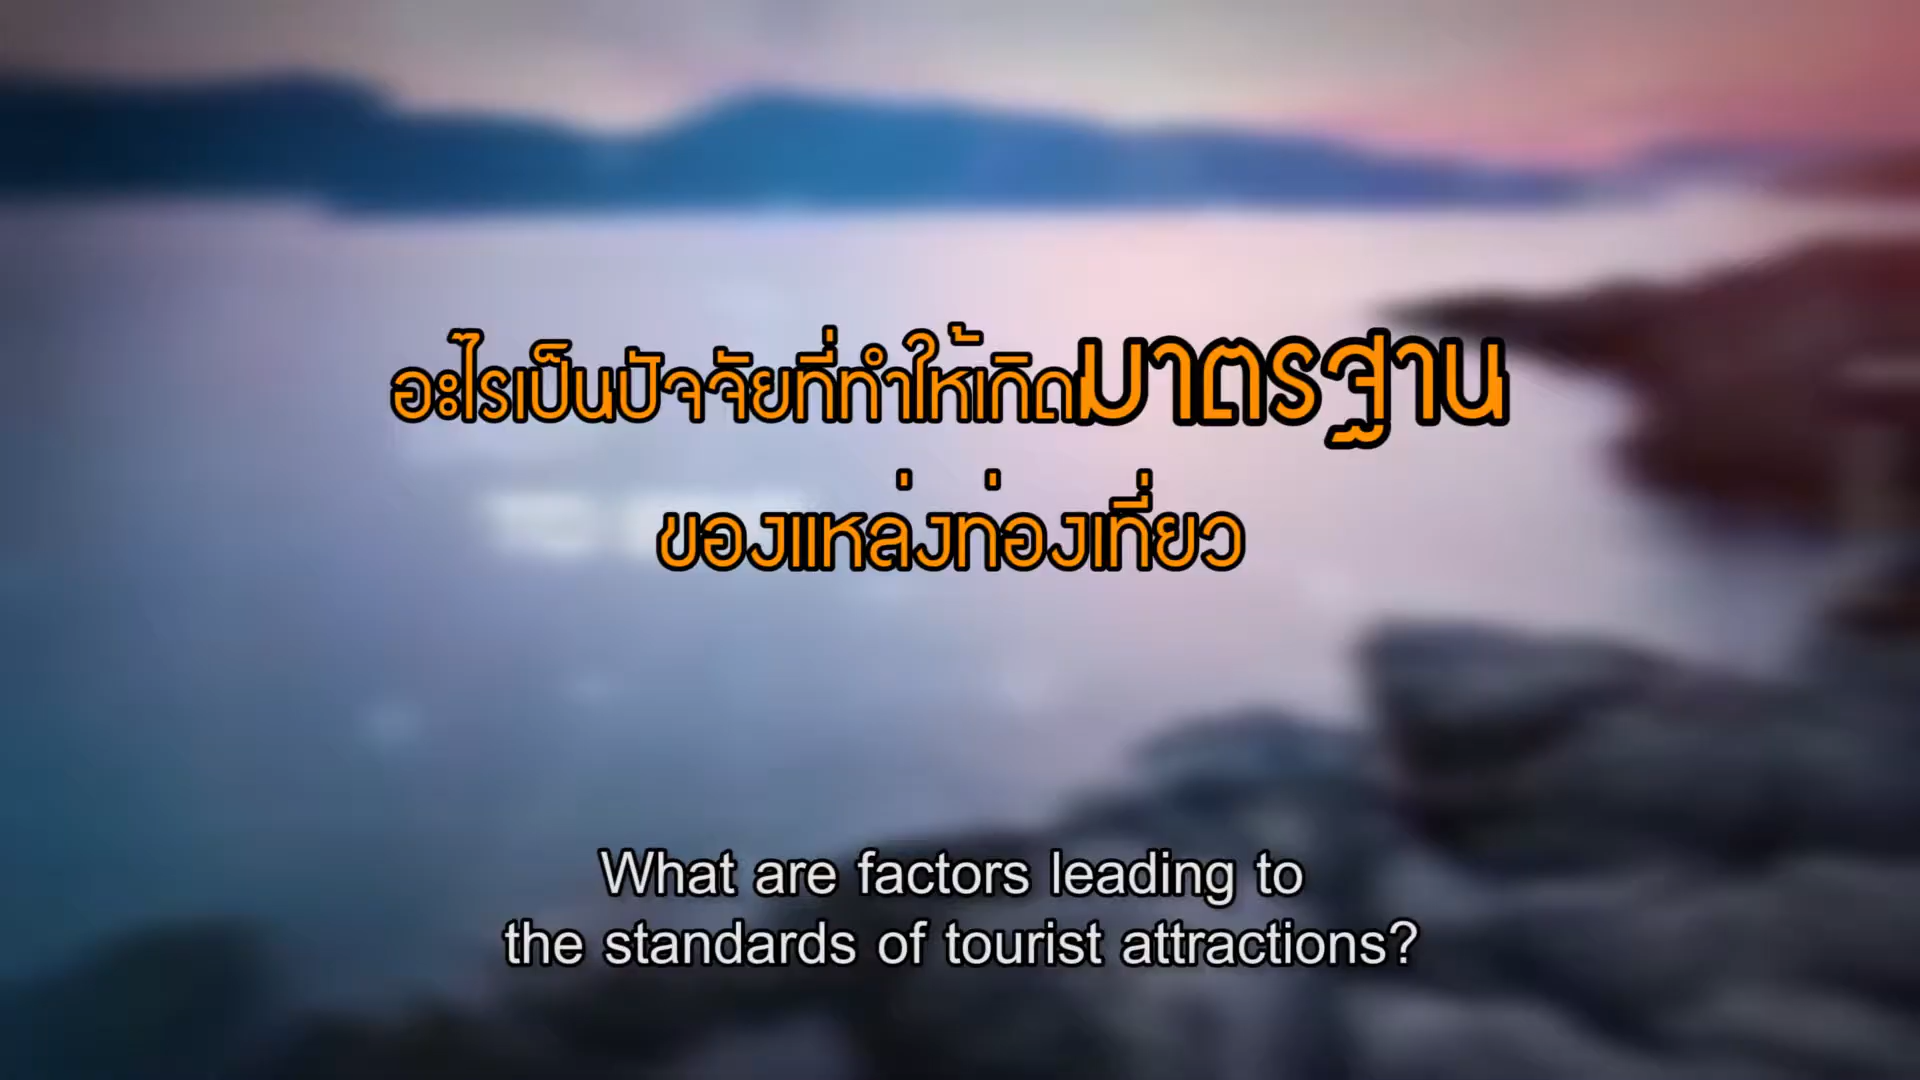 อะไรเป็นปัจจัยที่ทำให้เกิดมาตรฐาน
ของแหล่งท่องเที่ยว
What are factors leading to
the standards of tourist attractions?